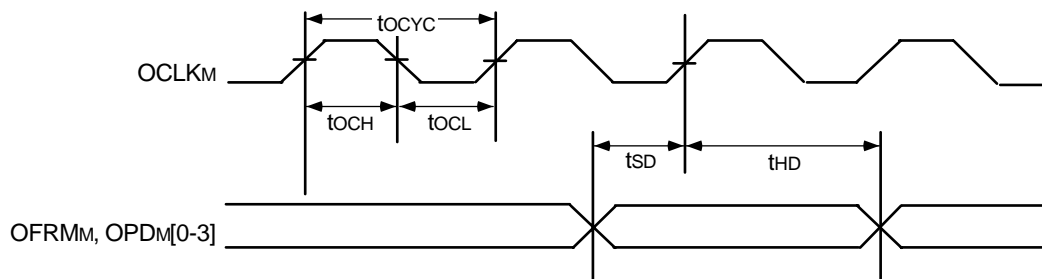 tOCYC
OCLKM
tOCH
tOCL
tSD
tHD
OFRMM, OPDM[0-3]